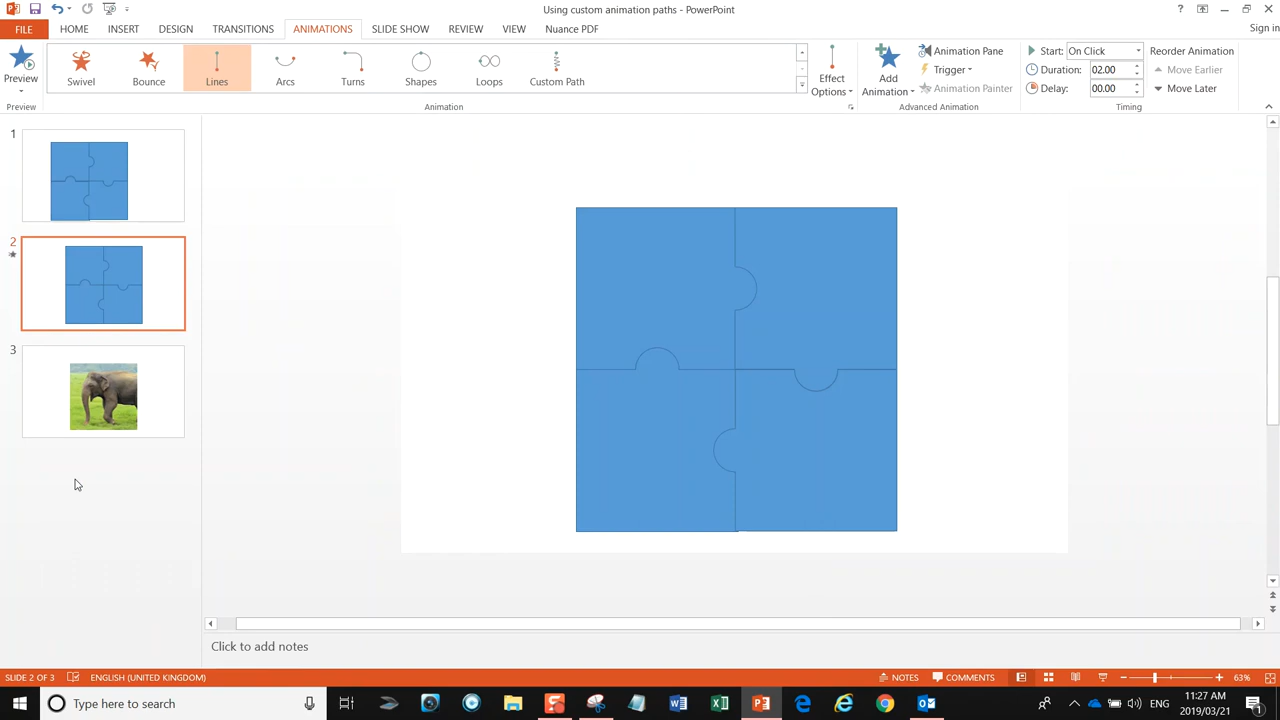 Using custom animation paths - PowerPoint
?
FILE HOME INSERT DESIGN TRANSITIONS ANIMATIONS SLIDE SHOW REVIEW VIEW Nuance PDF Sign in
Preview
Swivel Bounce Lines Arcs Turns Shapes Loops Custom Path
Effect Options
Add Animation
Animation Pane
Trigger
Animation Painter
Start: On Click
Duration: 02.00
Delay: 00.00
Reorder Animation
Move Earlier
Move Later
Preview Animation Advanced Animation Timing
1
2
3
Click to add notes
SLIDE 2 OF 3 ENGLISH (UNITED KINGDOM) NOTES COMMENTS 63%
Type here to search
ENG
11:27 AM
2019/03/21
1